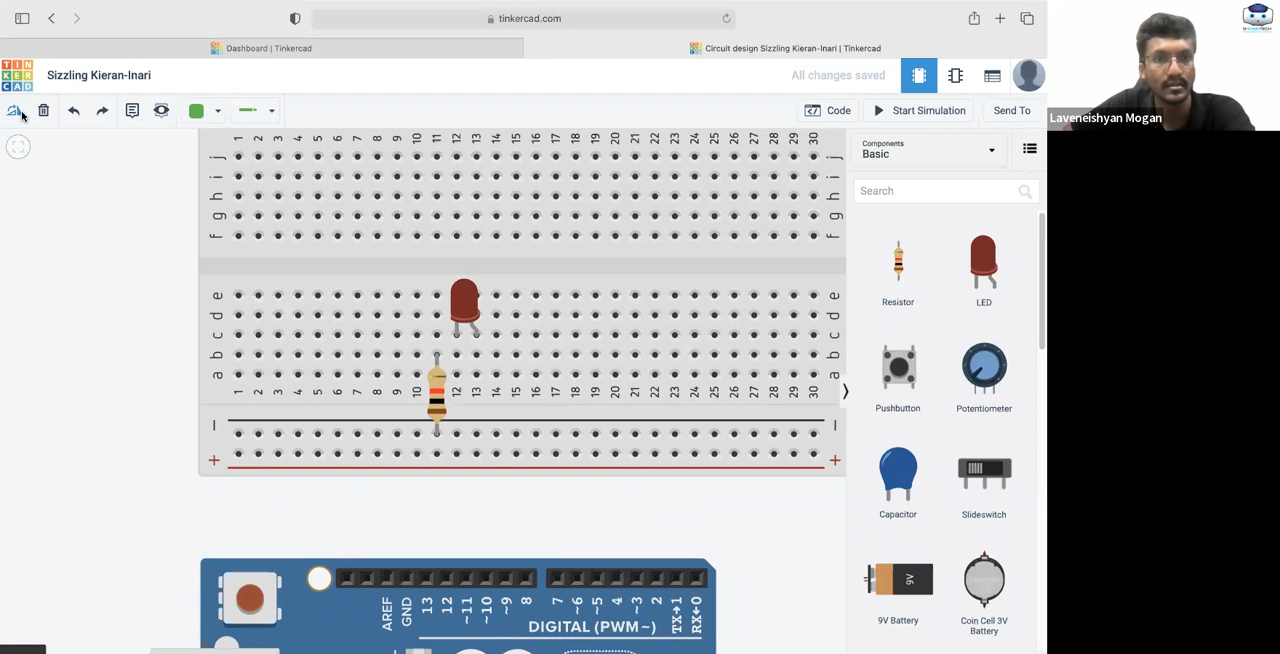 tinkercad.com
Dashboard | Tinkercad
Circuit design Sizzling Kieran-Inari | Tinkercad
TIN
KER
CAD
Sizzling Kieran-Inari
All changes saved
Code
Start Simulation
Send To
Laveneishyan Mogan
Components
Basic
Search
1 2 3 4 5 6 7 8 9 10 11 12 13 14 15 16 17 18 19 20 21 22 23 24 25 26 27 28 29 30
j j
i i
h h
g g
f f
e e
d d
c c
b b
a a
1 2 3 4 5 6 7 8 9 10 11 12 13 14 15 16 17 18 19 20 21 22 23 24 25 26 27 28 29 30
Resistor
LED
Pushbutton
Potentiometer
Capacitor
Slideswitch
9V
9V Battery
Coin Cell 3V
Battery
AREF GND 13 12 ~11 ~10 ~9 8 7 ~6 ~5 4 ~3 2 TX→1 RX←0
DIGITAL (PWM~)